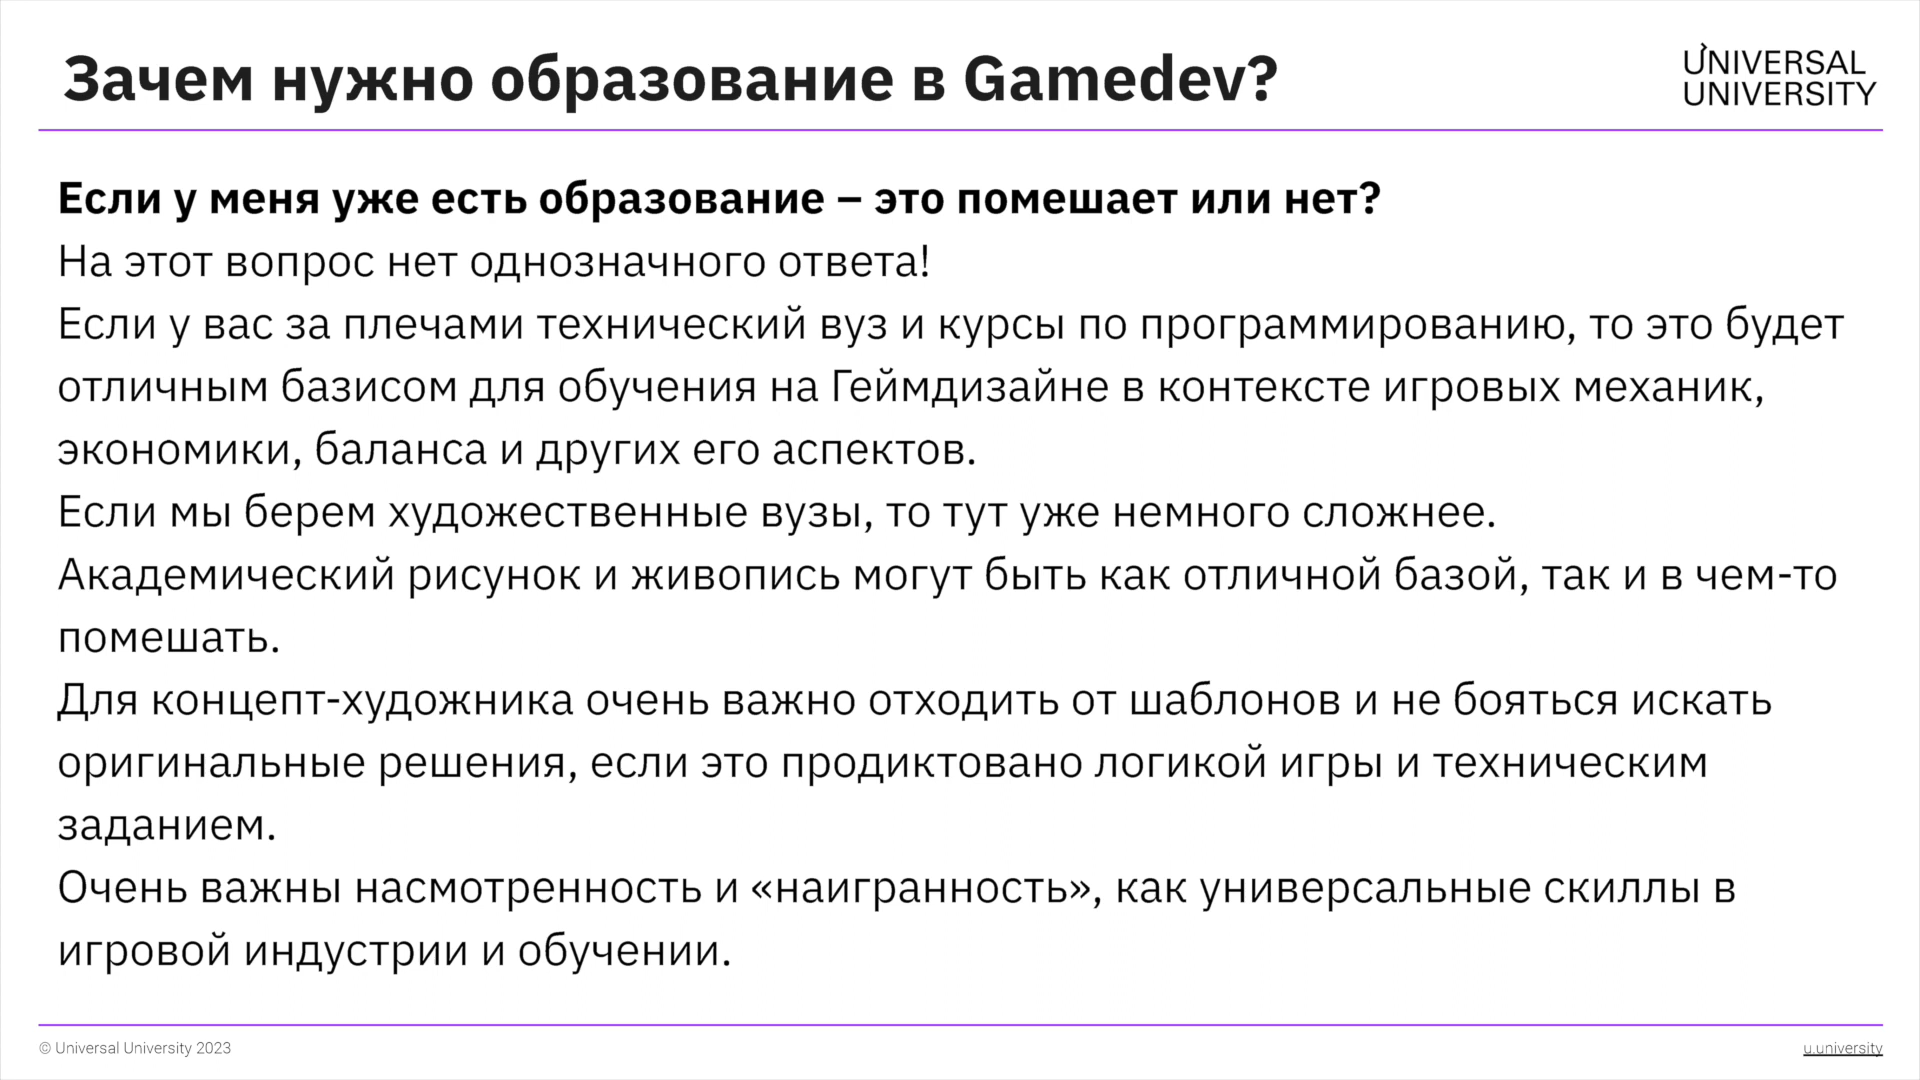 Зачем нужно образование в Gamedev?
UNIVERSAL
UNIVERSITY
Если у меня уже есть образование – это помешает или нет?
На этот вопрос нет однозначного ответа!
Если у вас за плечами технический вуз и курсы по программированию, то это будет
отличным базисом для обучения на Геймдизайне в контексте игровых механик,
экономики, баланса и других его аспектов.
Если мы берем художественные вузы, то тут уже немного сложнее.
Академический рисунок и живопись могут быть как отличной базой, так и в чем-то
помешать.
Для концепт-художника очень важно отходить от шаблонов и не бояться искать
оригинальные решения, если это продиктовано логикой игры и техническим
заданием.
Очень важны насмотренность и «наигранность», как универсальные скиллы в
игровой индустрии и обучении.
© Universal University 2023
u.university